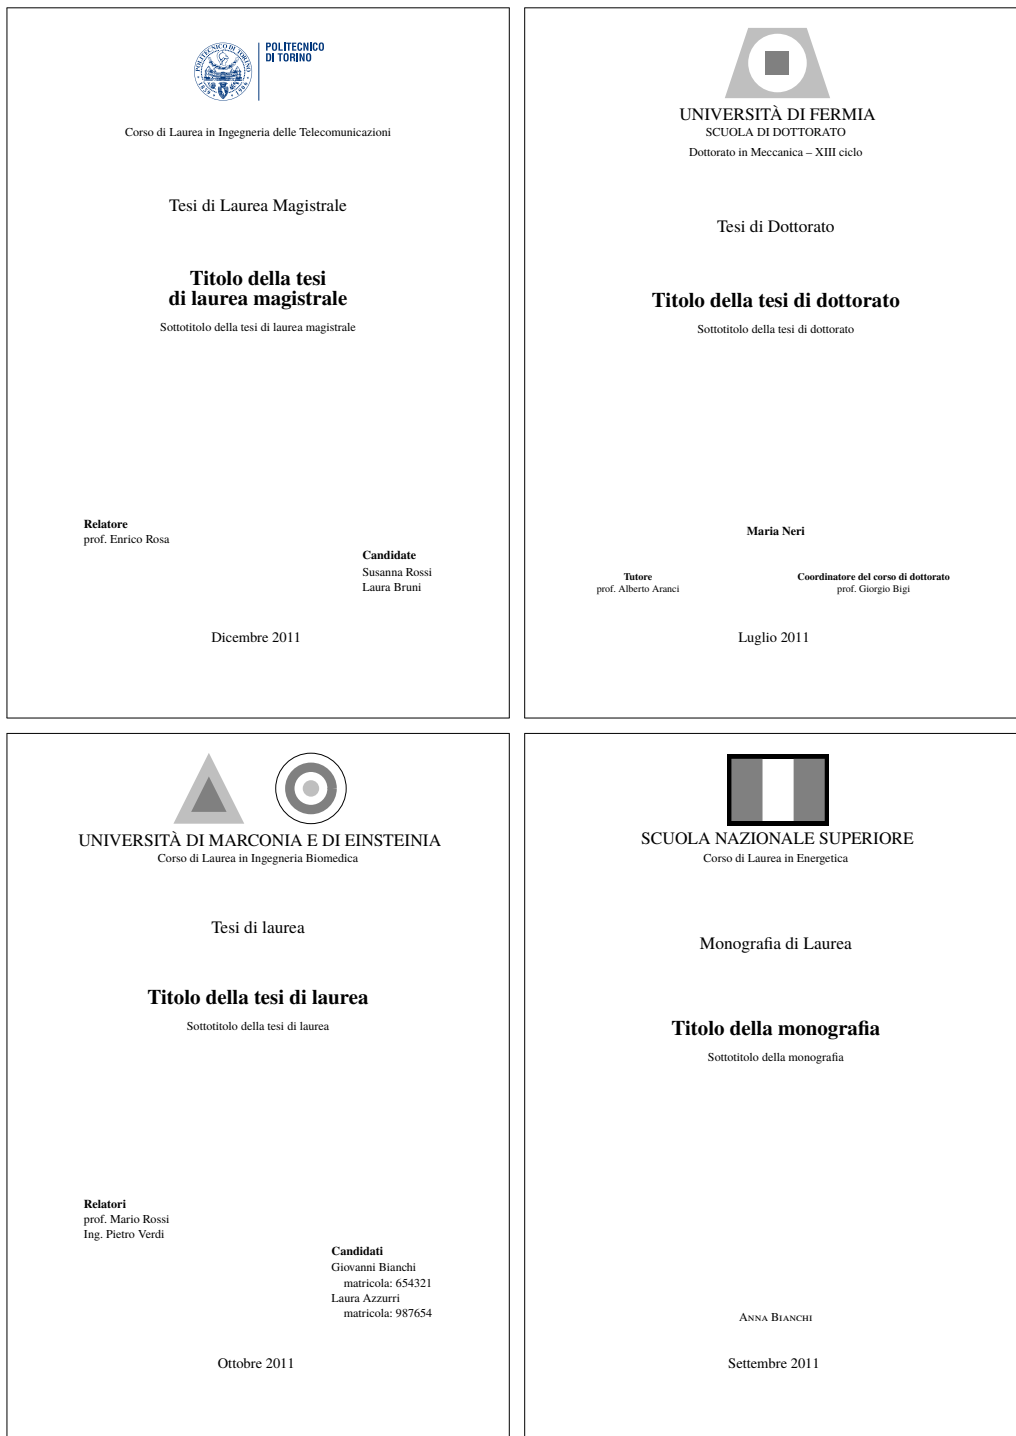 POLITECNICO
DI TORINO
Corso di Laurea in Ingegneria delle Telecomunicazioni
Tesi di Laurea Magistrale
Titolo della tesi
di laurea magistrale
Sottotitolo della tesi di laurea magistrale
Relatore
prof. Enrico Rosa
Candidate
Susanna Rossi
Laura Bruni
Dicembre 2011
UNIVERSITÀ DI FERMIA
SCUOLA DI DOTTORATO
Dottorato in Meccanica – XIII ciclo
Tesi di Dottorato
Titolo della tesi di dottorato
Sottotitolo della tesi di dottorato
Maria Neri
Tutore
prof. Alberto Aranci
Coordinatore del corso di dottorato
prof. Giorgio Bigi
Luglio 2011
UNIVERSITÀ DI MARCONIA E DI EINSTEINIA
Corso di Laurea in Ingegneria Biomedica
Tesi di laurea
Titolo della tesi di laurea
Sottotitolo della tesi di laurea
Relatori
prof. Mario Rossi
Ing. Pietro Verdi
Candidati
Giovanni Bianchi
matricola: 654321
Laura Azzurri
matricola: 987654
Ottobre 2011
SCUOLA NAZIONALE SUPERIORE
Corso di Laurea in Energetica
Monografia di Laurea
Titolo della monografia
Sottotitolo della monografia
Anna Bianchi
Settembre 2011